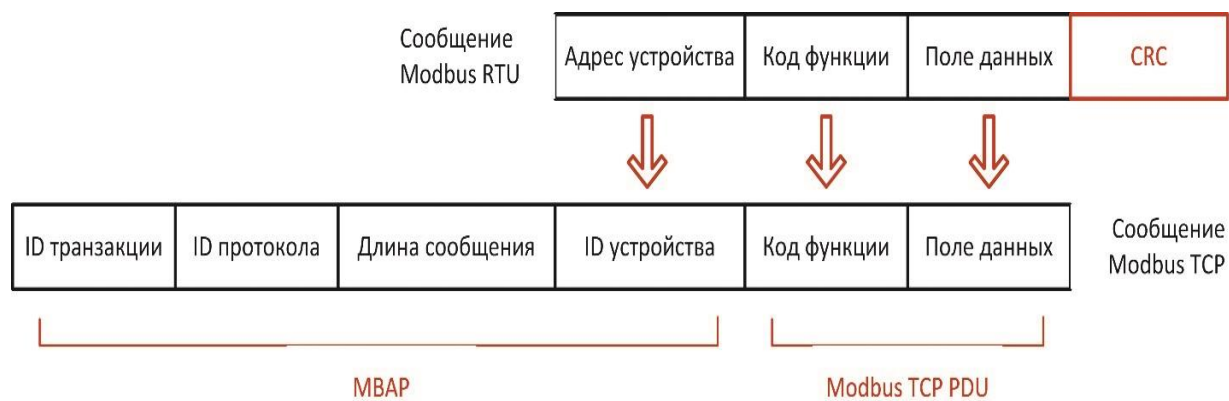 Сообщение
Modbus RTU
Адрес устройства Код функции Поле данных CRC
ID транзакции ID протокола Длина сообщения ID устройства Код функции Поле данных
Сообщение
Modbus TCP
MBAP Modbus TCP PDU